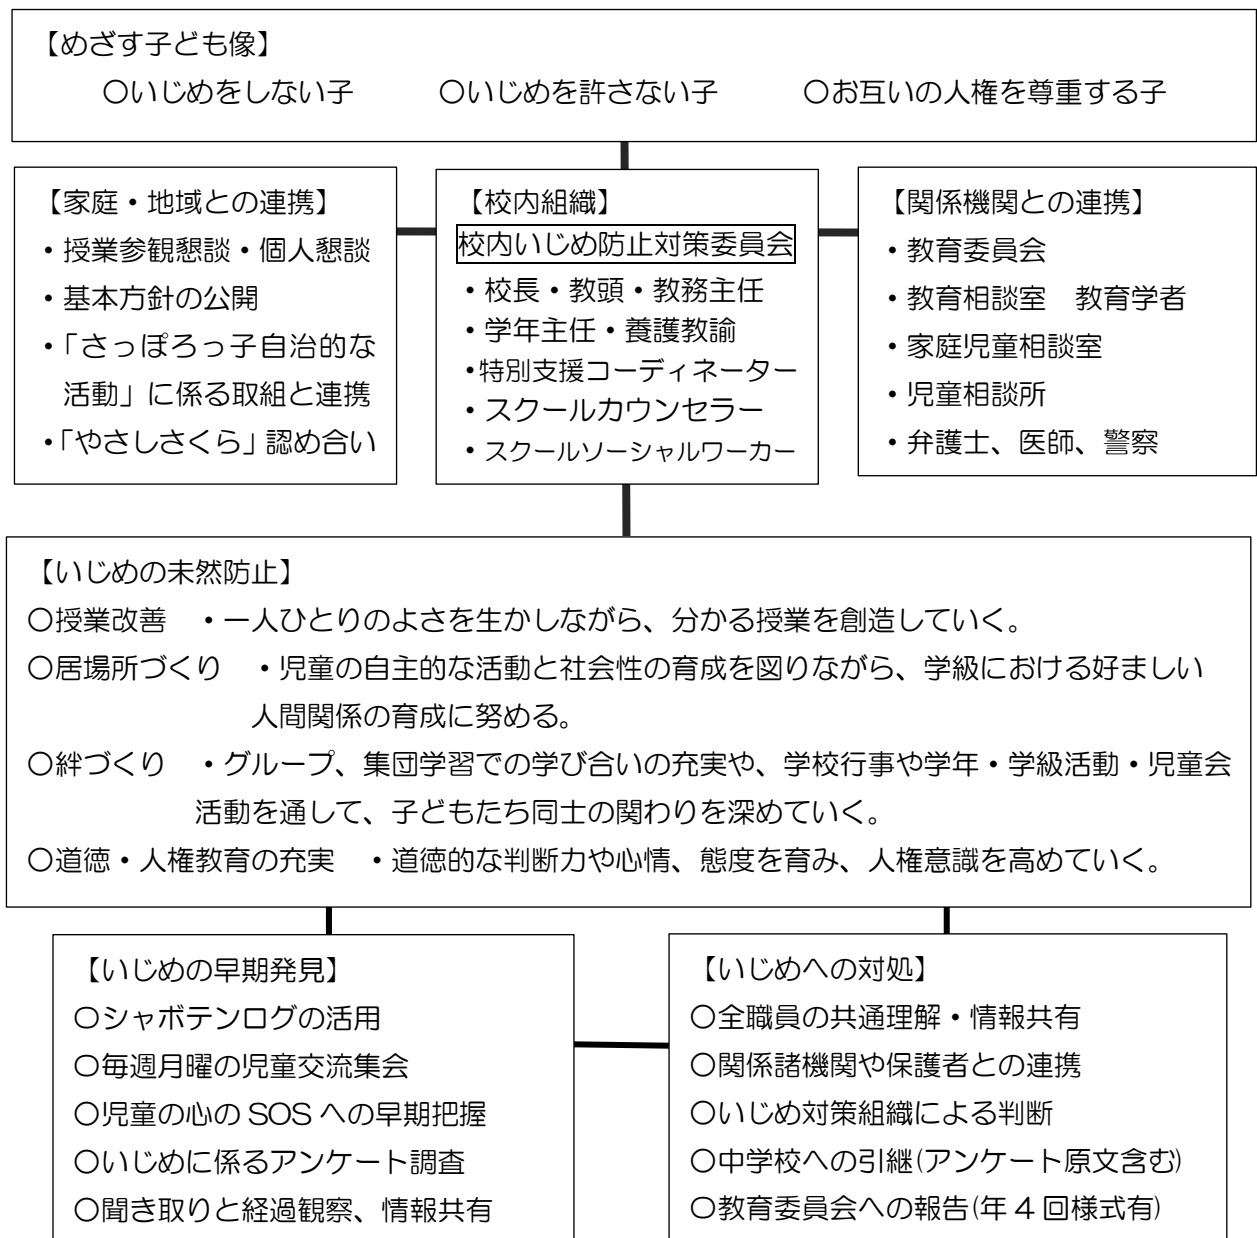 【めざす子ども像】
○いじめをしない子　　○いじめを許さない子　　○お互いの人権を尊重する子
【家庭・地域との連携】
・授業参観懇談・個人懇談
・基本方針の公開
・「さっぽろっ子自治的な
活動」に係る取組と連携
・「やさしさくら」認め合い
【校内組織】
校内いじめ防止対策委員会
・校長・教頭・教務主任
・学年主任・養護教諭
・特別支援コーディネーター
・スクールカウンセラー
・スクールソーシャルワーカー
【関係機関との連携】
・教育委員会
・教育相談室　教育学者
・家庭児童相談室
・児童相談所
・弁護士、医師、警察
【いじめの未然防止】
○授業改善　・一人ひとりのよさを生かしながら、分かる授業を創造していく。
○居場所づくり　・児童の自主的な活動と社会性の育成を図りながら、学級における好ましい
人間関係の育成に努める。
○絆づくり　・グループ、集団学習での学び合いの充実や、学校行事や学年・学級活動・児童会
活動を通して、子どもたち同士の関わりを深めていく。
○道徳・人権教育の充実　・道徳的な判断力や心情、態度を育み、人権意識を高めていく。
【いじめの早期発見】
○シャボテンログの活用
○毎週月曜の児童交流集会
○児童の心の SOS への早期把握
○いじめに係るアンケート調査
○聞き取りと経過観察、情報共有
【いじめへの対処】
○全職員の共通理解・情報共有
○関係諸機関や保護者との連携
○いじめ対策組織による判断
○中学校への引継(アンケート原文含む)
○教育委員会への報告(年 4 回様式有)